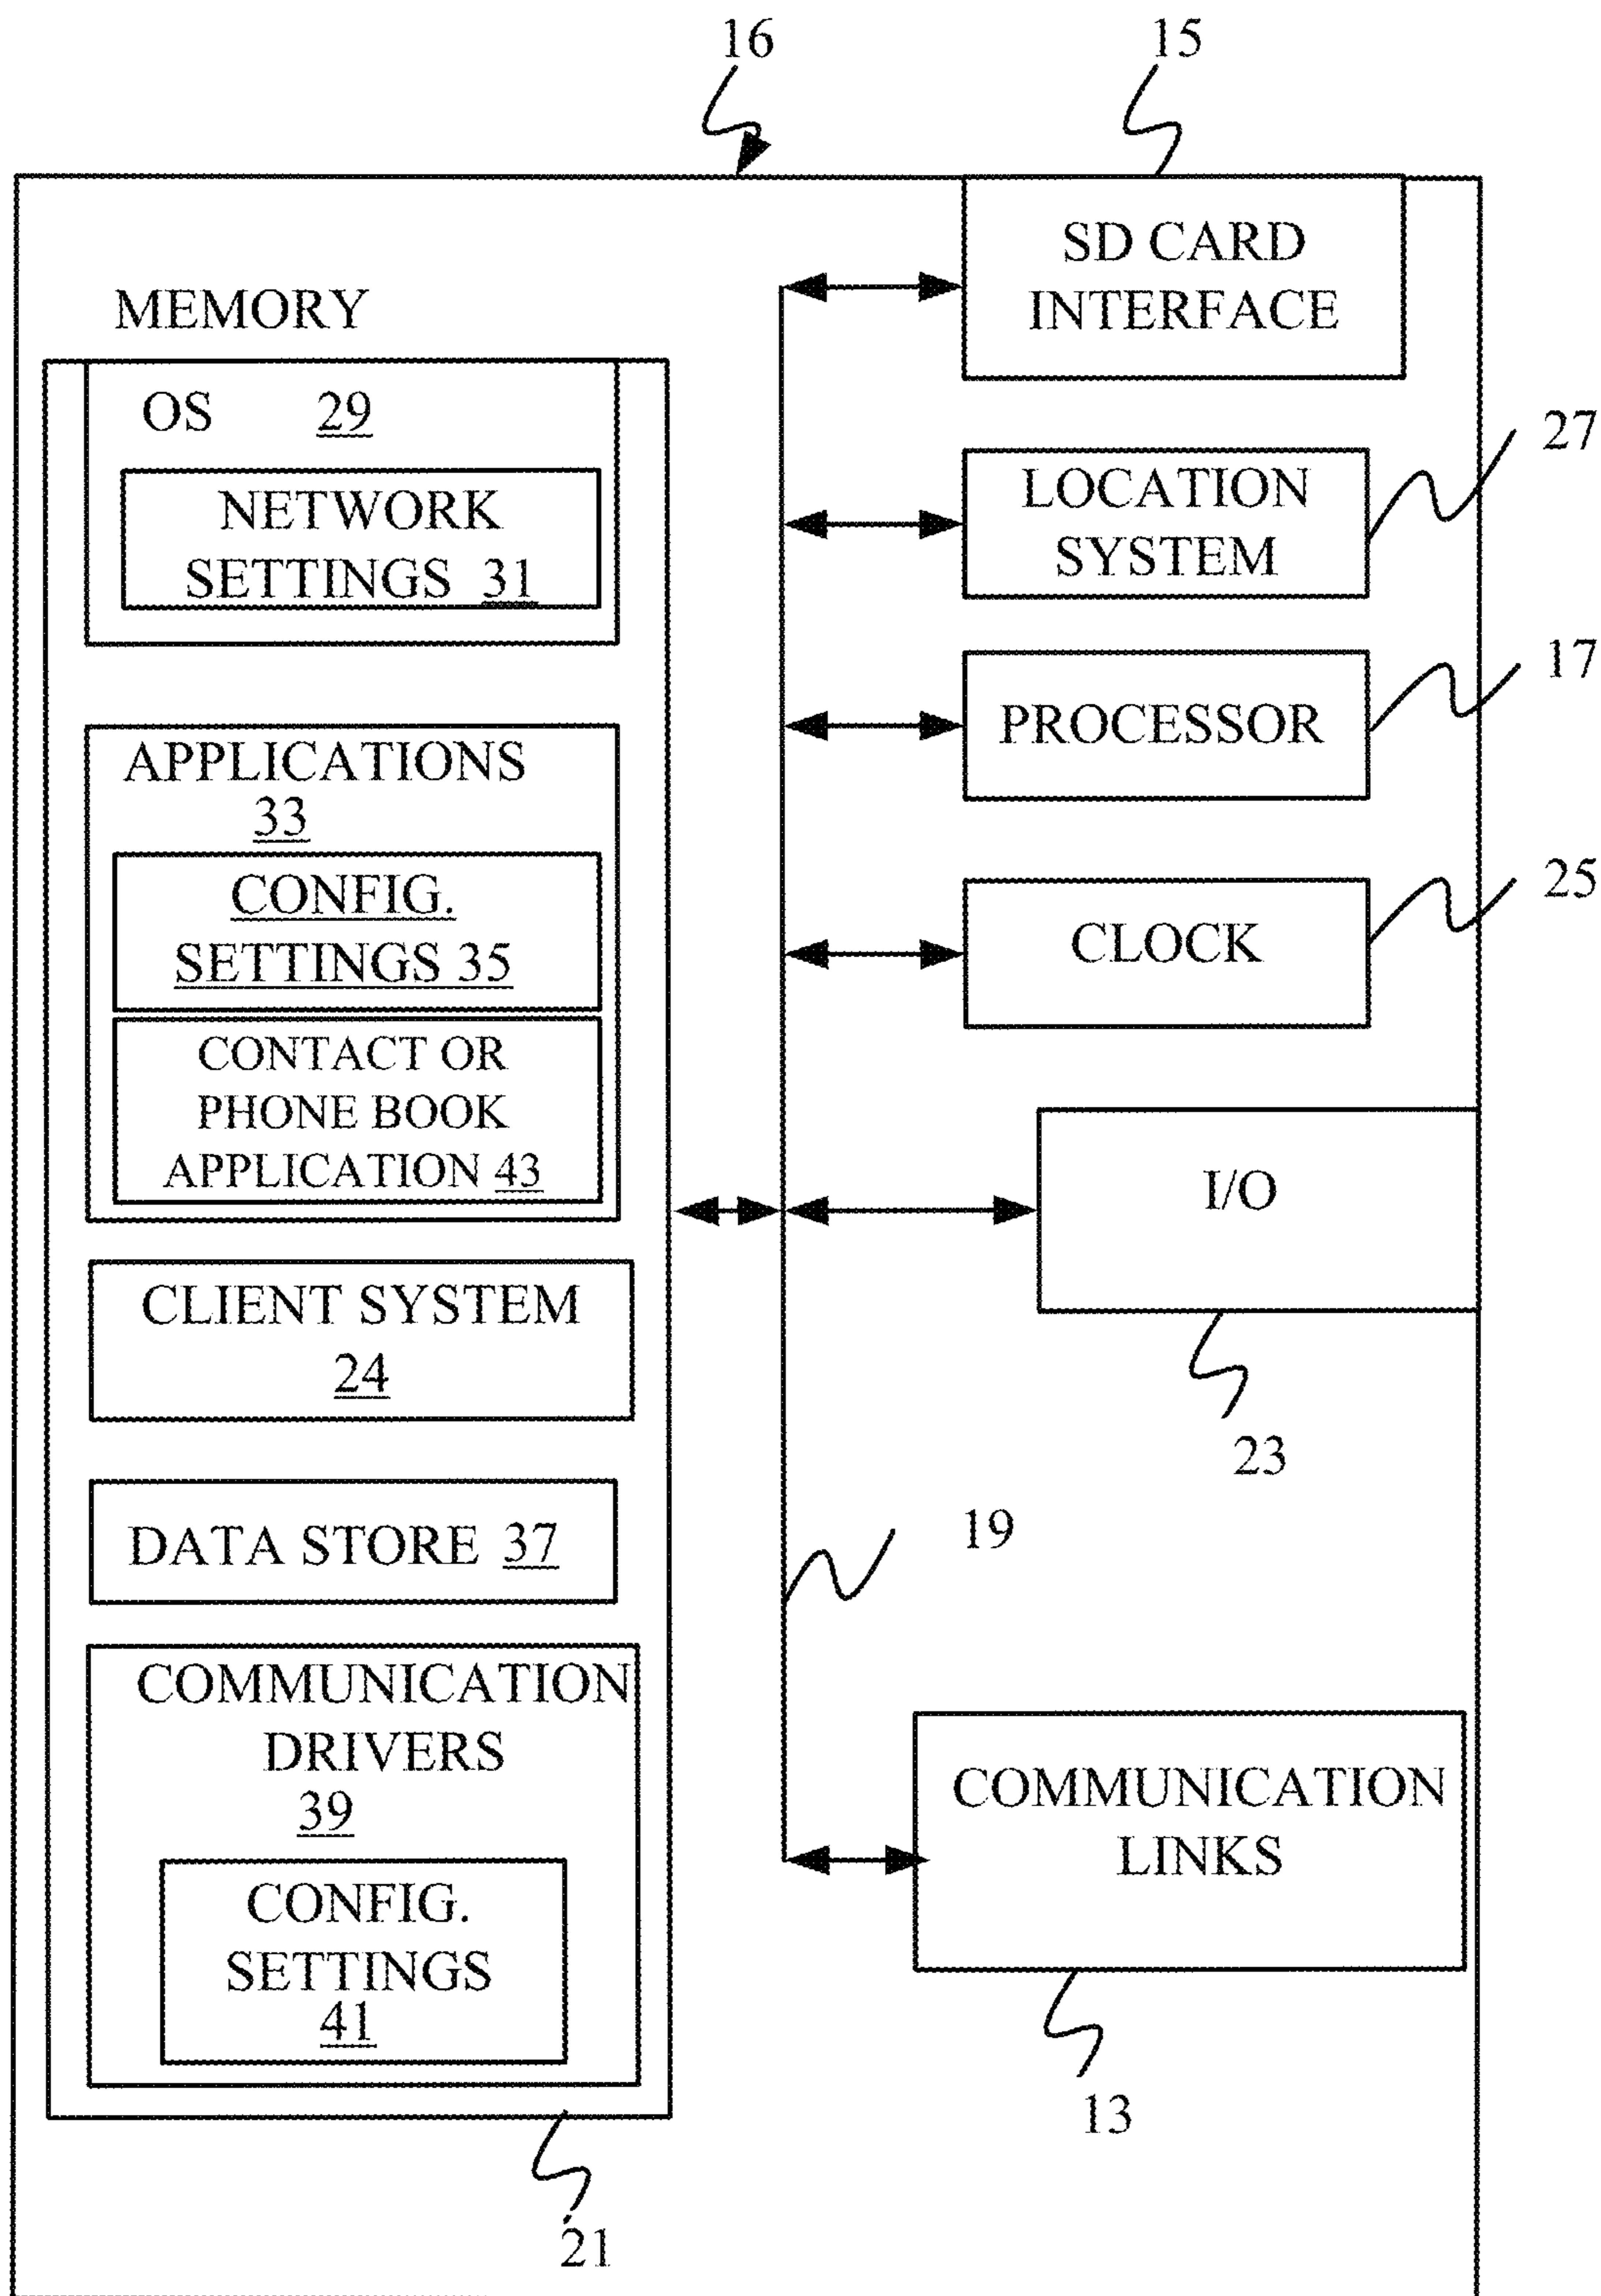 16
15
SD CARD
INTERFACE
MEMORY
OS 29
NETWORK
SETTINGS 31
LOCATION
SYSTEM
27
PROCESSOR
17
APPLICATIONS
33
CONFIG.
SETTINGS 35
CONTACT OR
PHONE BOOK
APPLICATION 43
CLOCK
25
I/O
23
CLIENT SYSTEM
24
DATA STORE 37
19
COMMUNICATION
DRIVERS
39
CONFIG.
SETTINGS
41
COMMUNICATION
LINKS
13
21